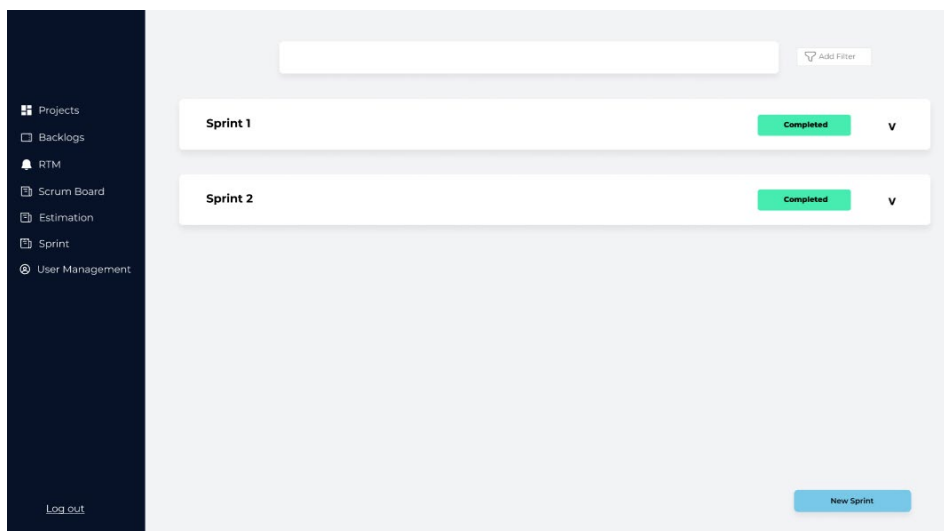 Add Filter
Projects
Backlogs
RTM
Scrum Board
Estimation
Sprint
User Management
Log out
Sprint 1 Completed v
Sprint 2 Completed v
New Sprint